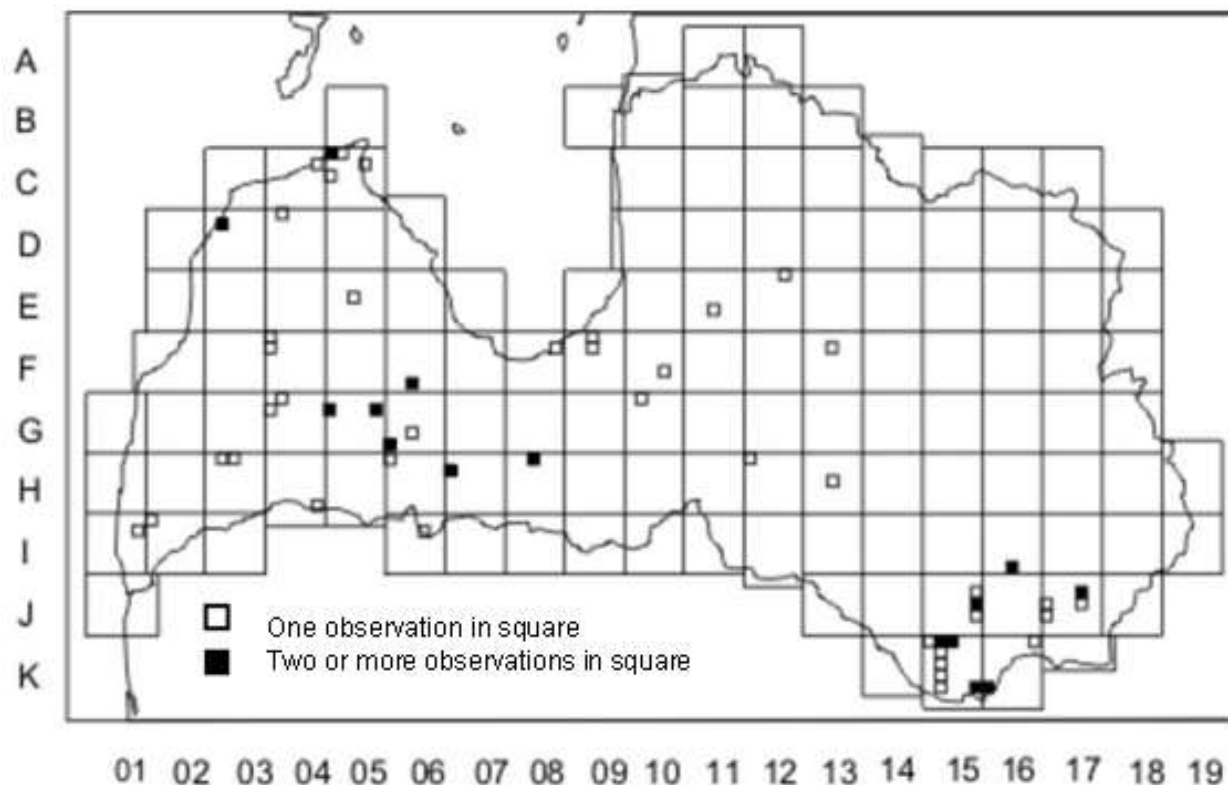 A
B
C
D
E
F
G
H
I
J
K
One observation in square
Two or more observations in square
01 02 03 04 05 06 07 08 09 10 11 12 13 14 15 16 17 18 19